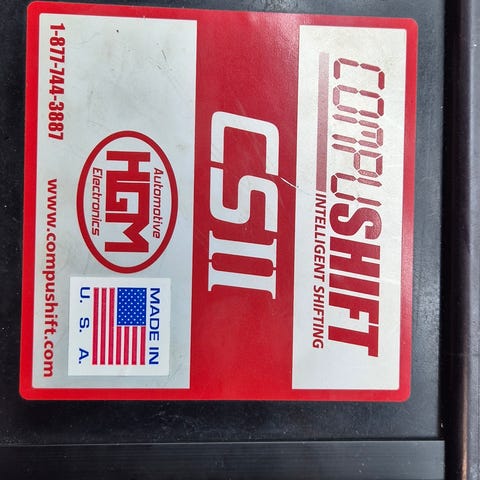 COMPUSHIFT
INTELLIGENT SHIFTING
CSII
Automotive
HGM
Electronics
MADE IN
U. S. A.
1-877-744-3887
www.compushift.com